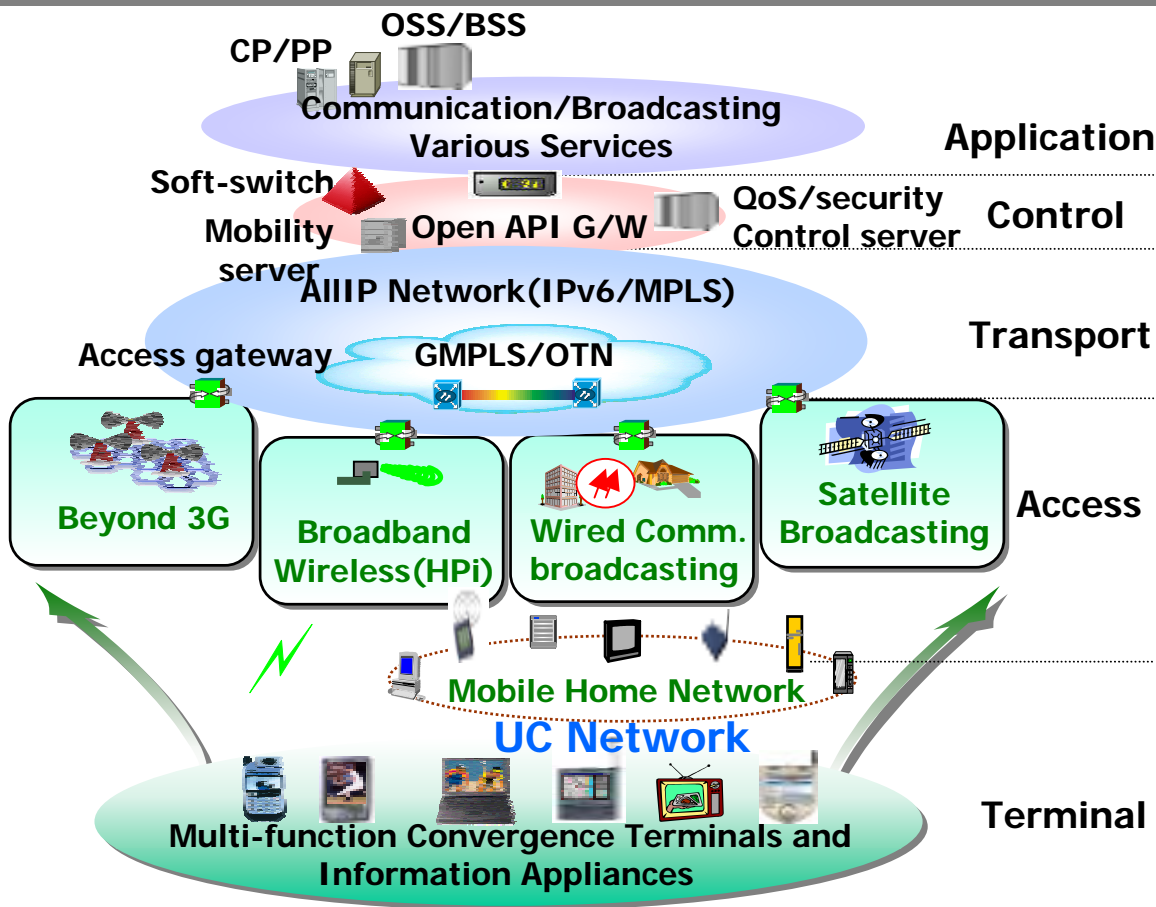 OSS/BSS
CP/PP
Communication/Broadcasting
Various Services
Application
Soft-switch
Mobility
server
Open API G/W
QoS/security
Control server
Control
AllIP Network(IPv6/MPLS)
Transport
Access gateway
GMPLS/OTN
Beyond 3G
Broadband
Wireless(HPi)
Wired Comm.
broadcasting
Satellite
Broadcasting
Access
Mobile Home Network
UC Network
Multi-function Convergence Terminals and
Information Appliances
Terminal